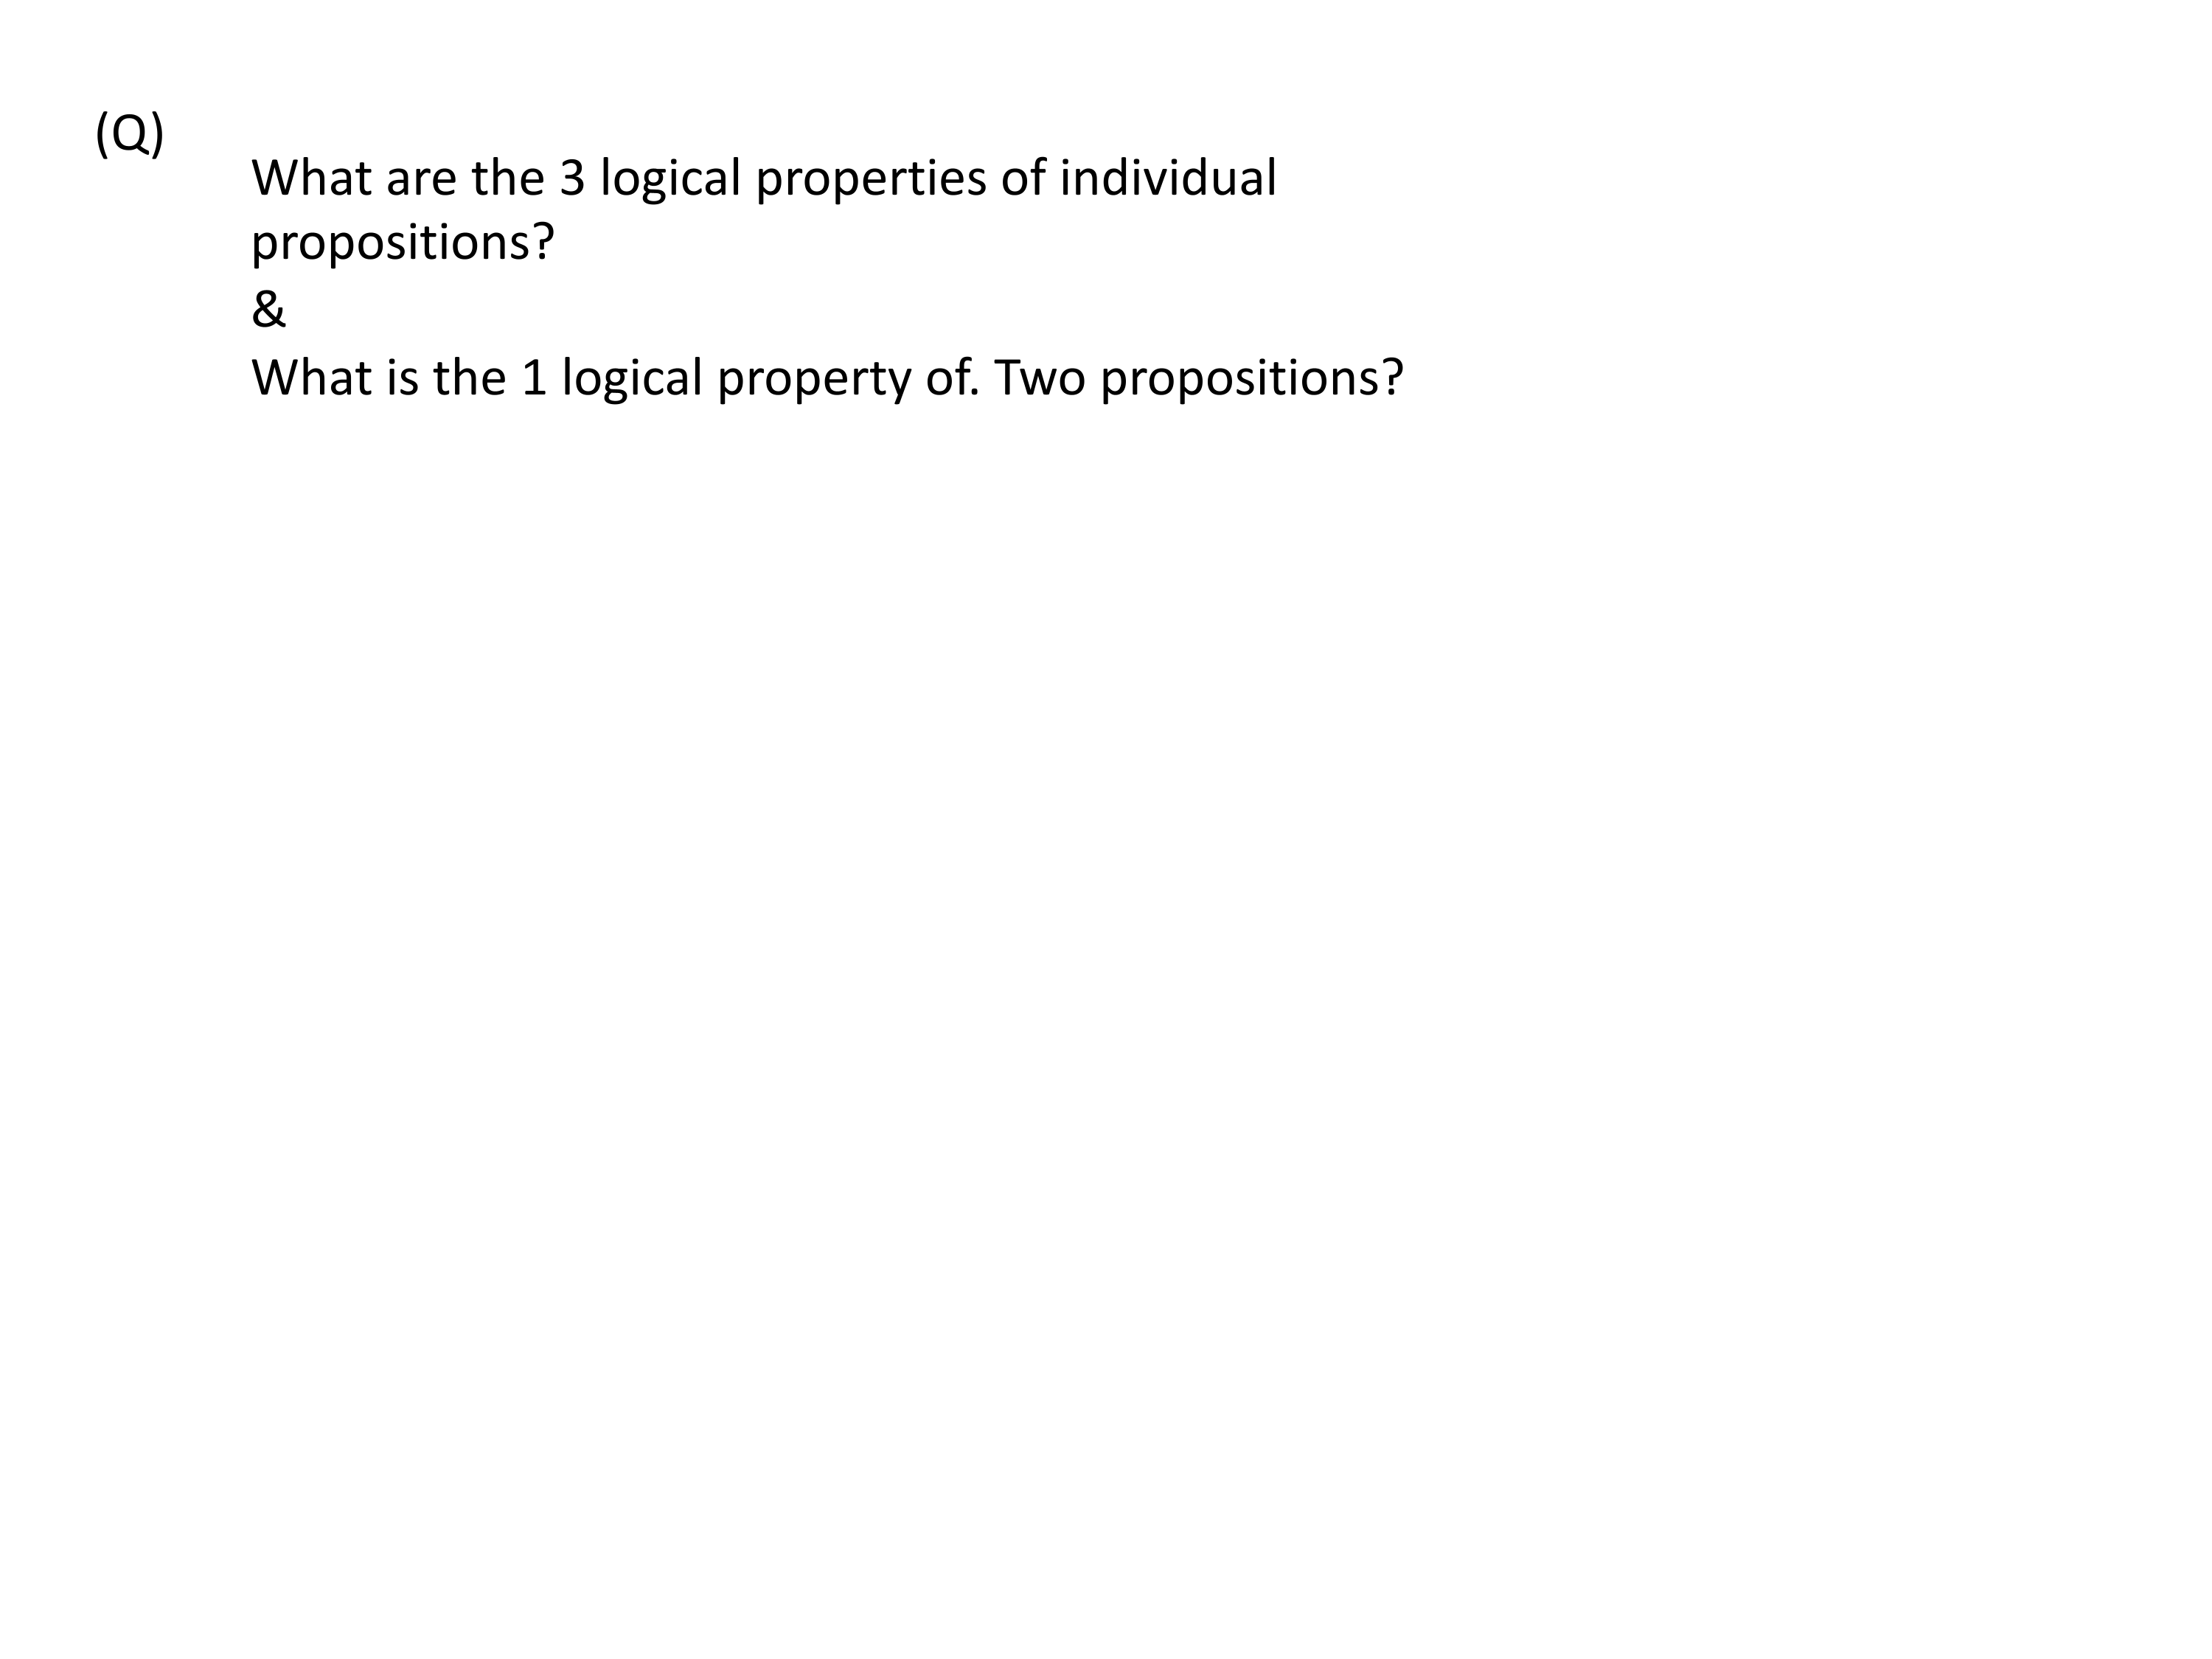 (Q)
What are the 3 logical properties of individual
propositions?
&
What is the 1 logical property of. Two propositions?